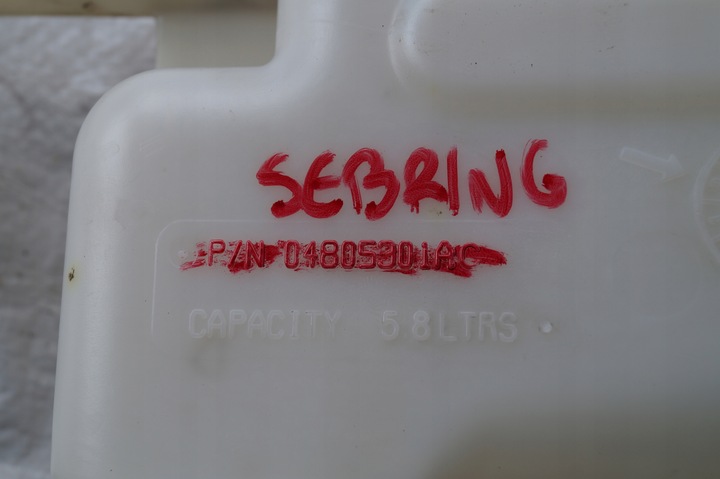 SEBRING
P/N 04805301AC
CAPACITY 5.8LTRS